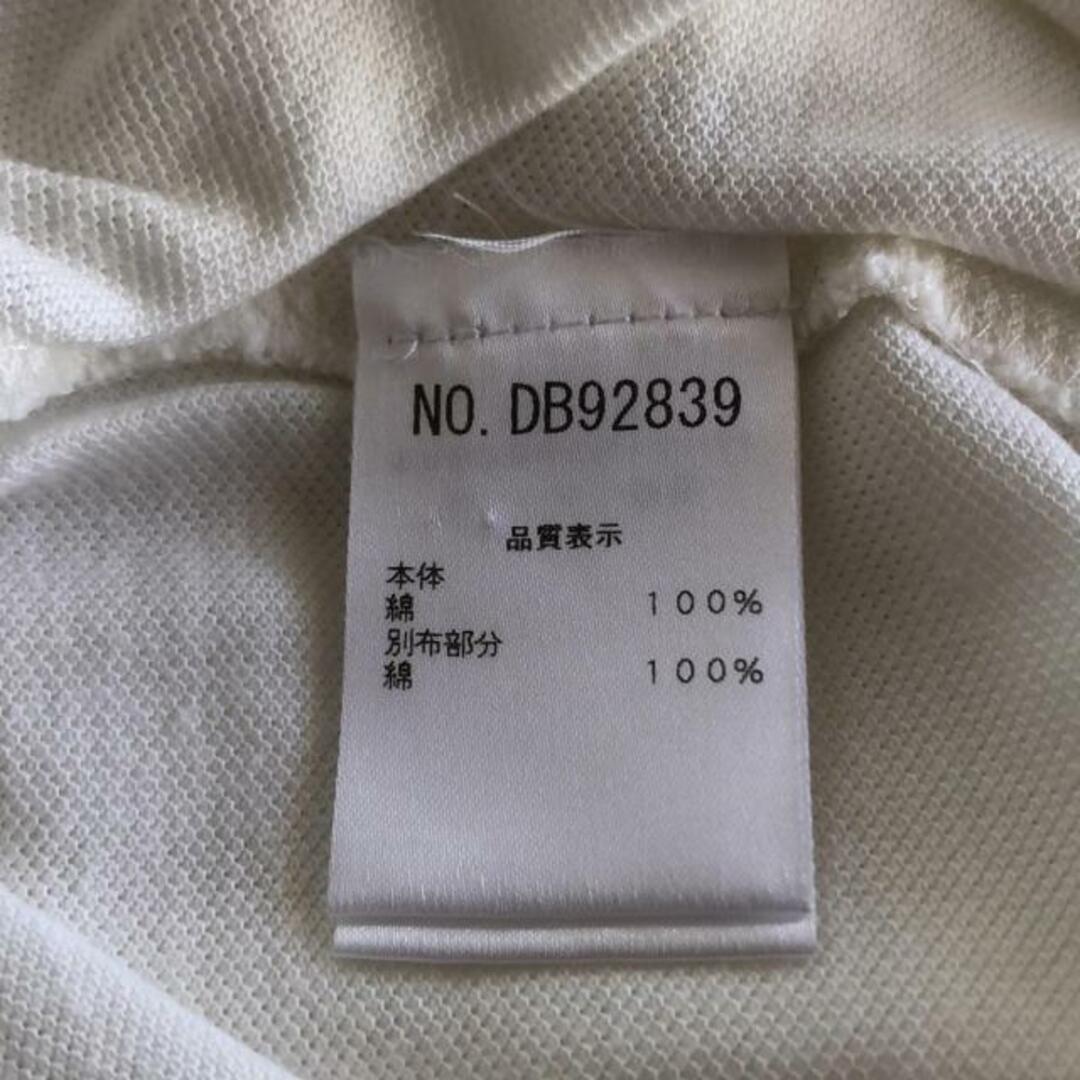 NO. DB92839
品質表示
本体
綿 １００%
別布部分
綿 １００%